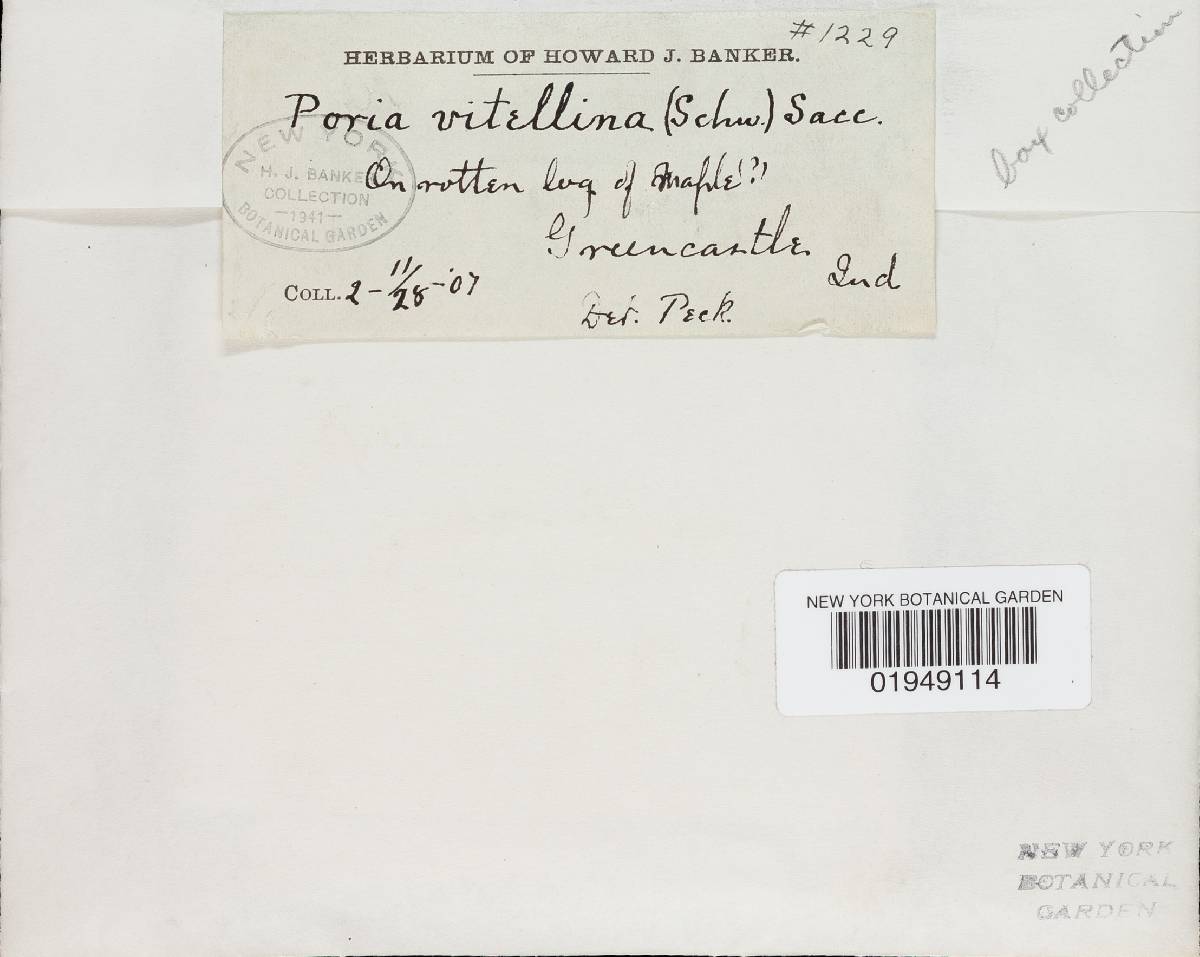 #1229
box collection
HERBARIUM OF HOWARD J. BANKER.
Poria vitellina (Schw.) Sacc.
On rotten log of Maple (?)
Greencastle
Ind
COLL. 2-11/28-'07
Det. Peck.
NEW YORK
H. J. BANKER
COLLECTION
—1941—
BOTANICAL GARDEN
NEW YORK BOTANICAL GARDEN
01949114
NEW YORK
BOTANICAL
GARDEN